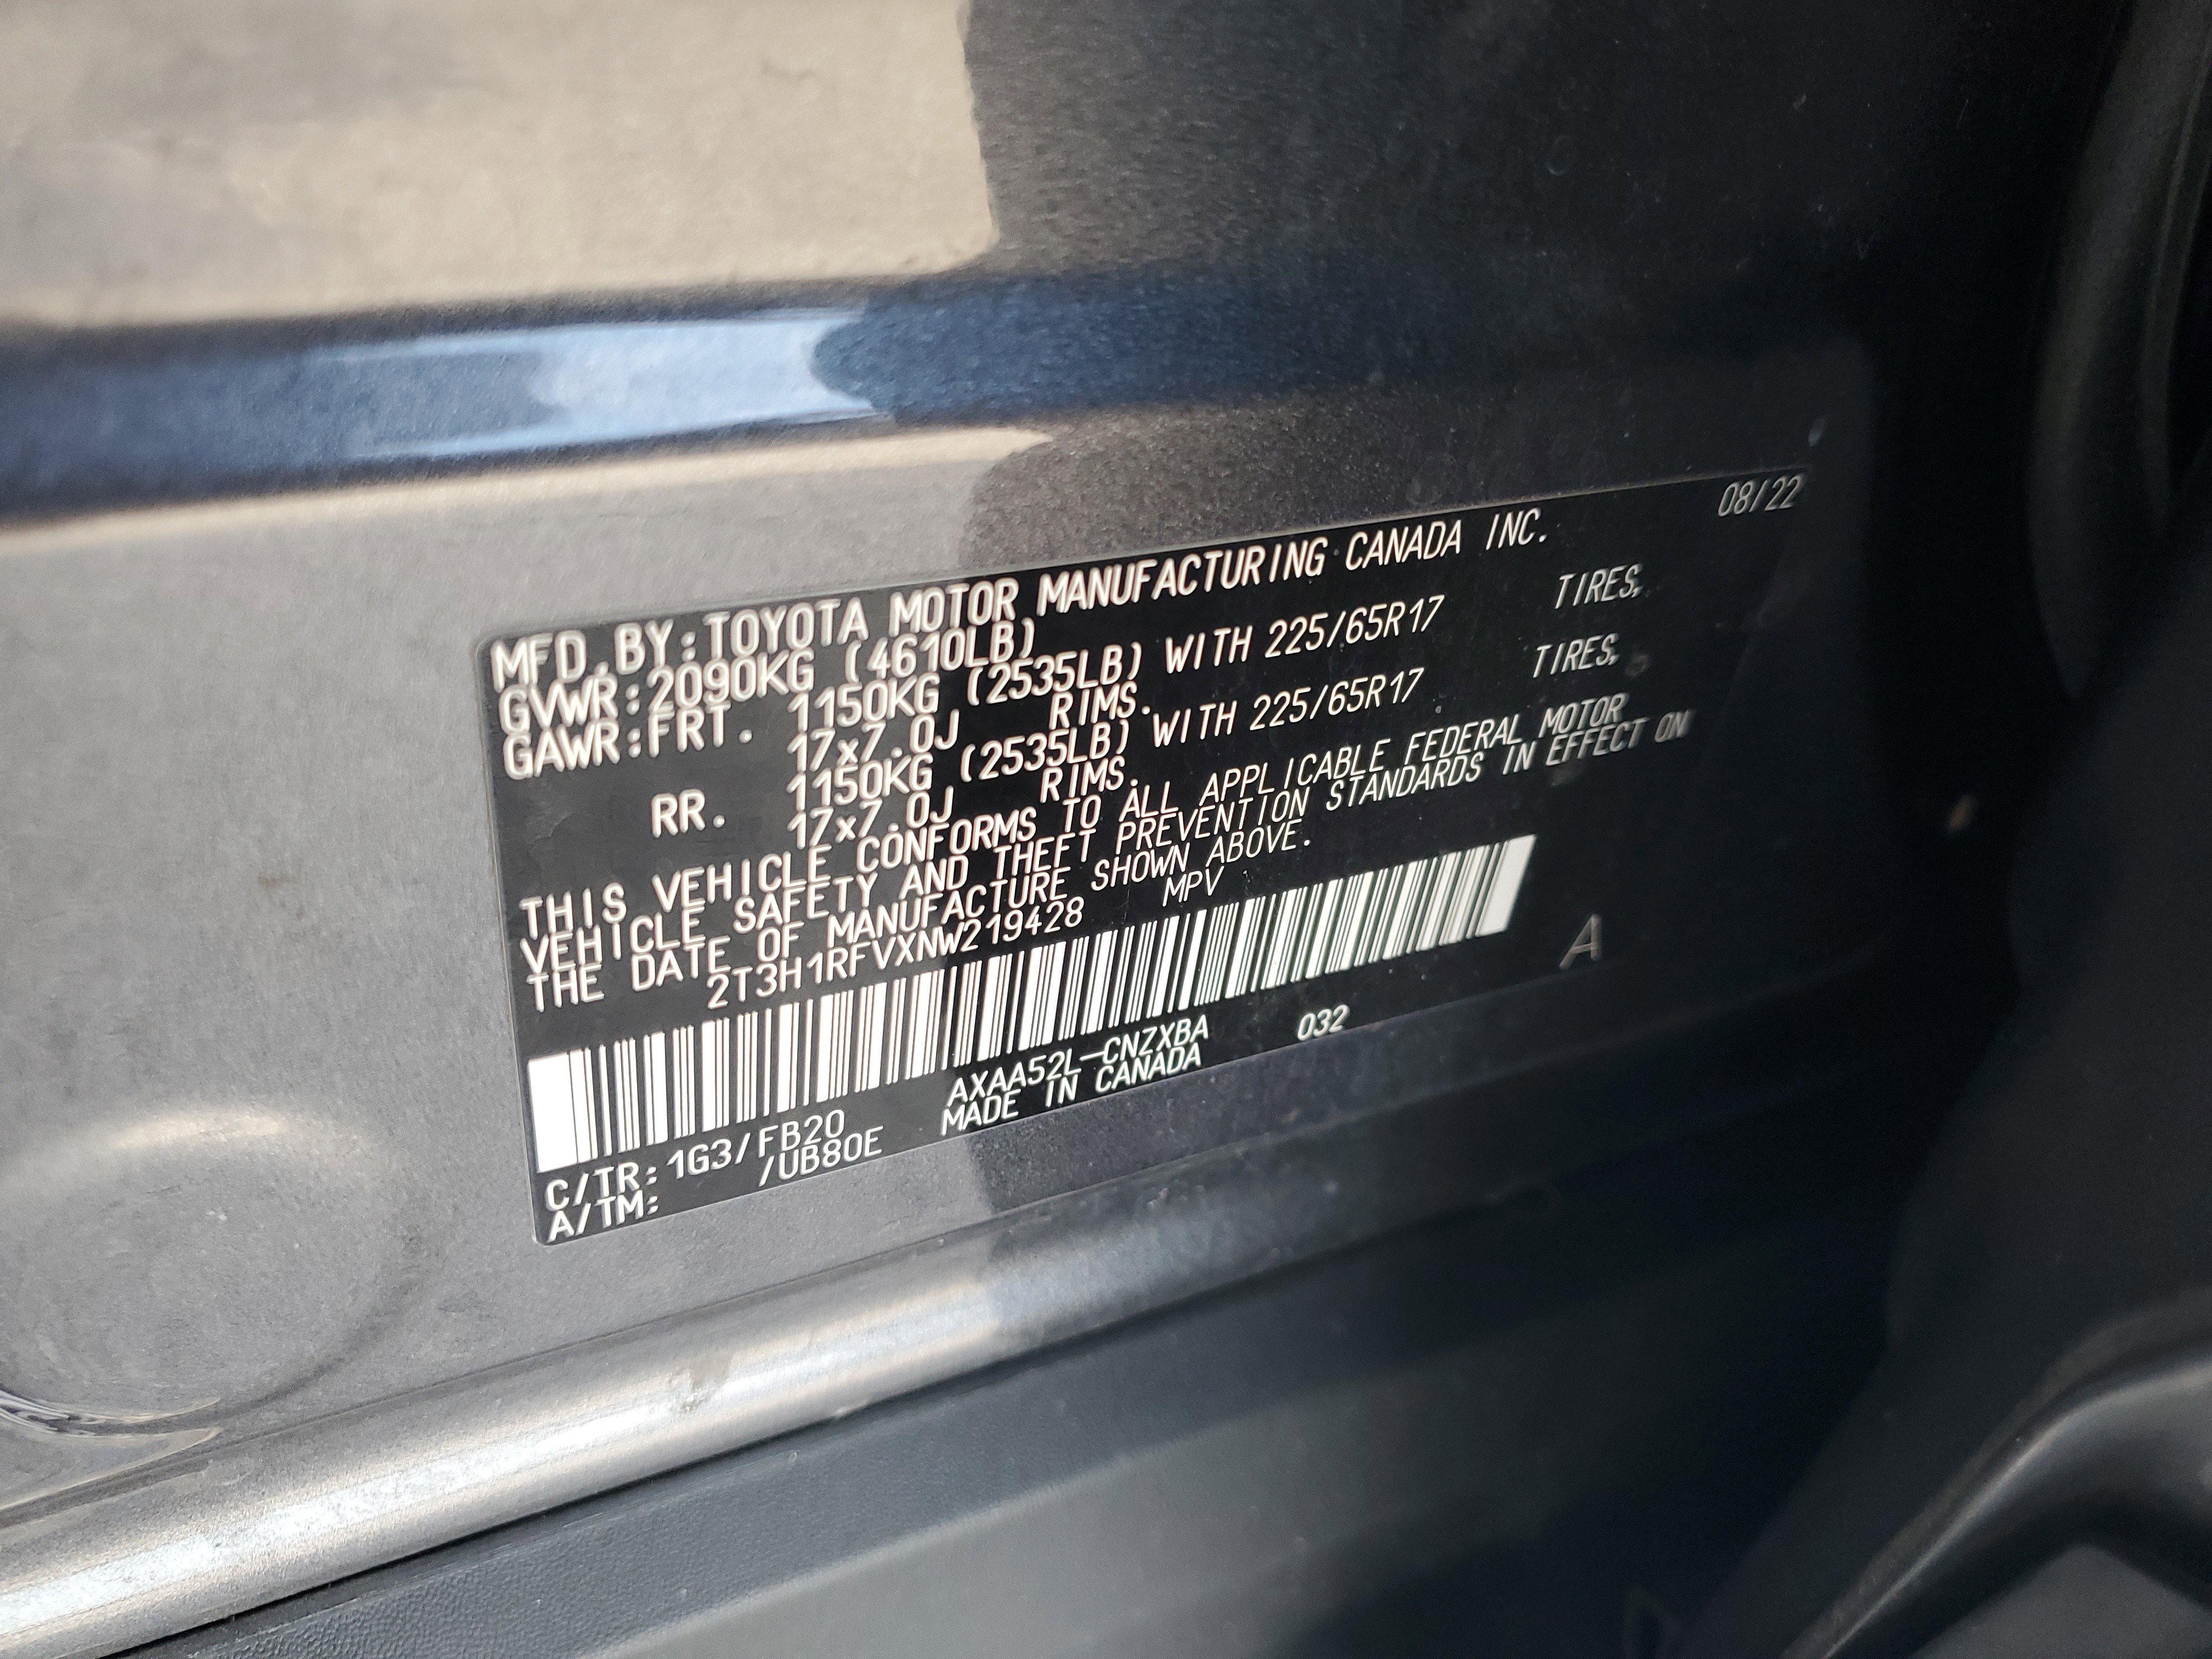 08/22
MFD.BY:TOYOTA MOTOR MANUFACTURING CANADA INC.
GVWR:2090KG (4610LB)
GAWR:FRT. 1150KG (2535LB) WITH 225/65R17 TIRES,
17x7.0J RIMS.
RR. 1150KG (2535LB) WITH 225/65R17 TIRES,
17x7.0J RIMS.
THIS VEHICLE CONFORMS TO ALL APPLICABLE FEDERAL MOTOR
VEHICLE SAFETY AND THEFT PREVENTION STANDARDS IN EFFECT ON
THE DATE OF MANUFACTURE SHOWN ABOVE.
2T3H1RFVXNW219428 MPV
A
C/TR:1G3/FB20 AXAA52L-CNZXBA 032
A/TM: /UB80E MADE IN CANADA